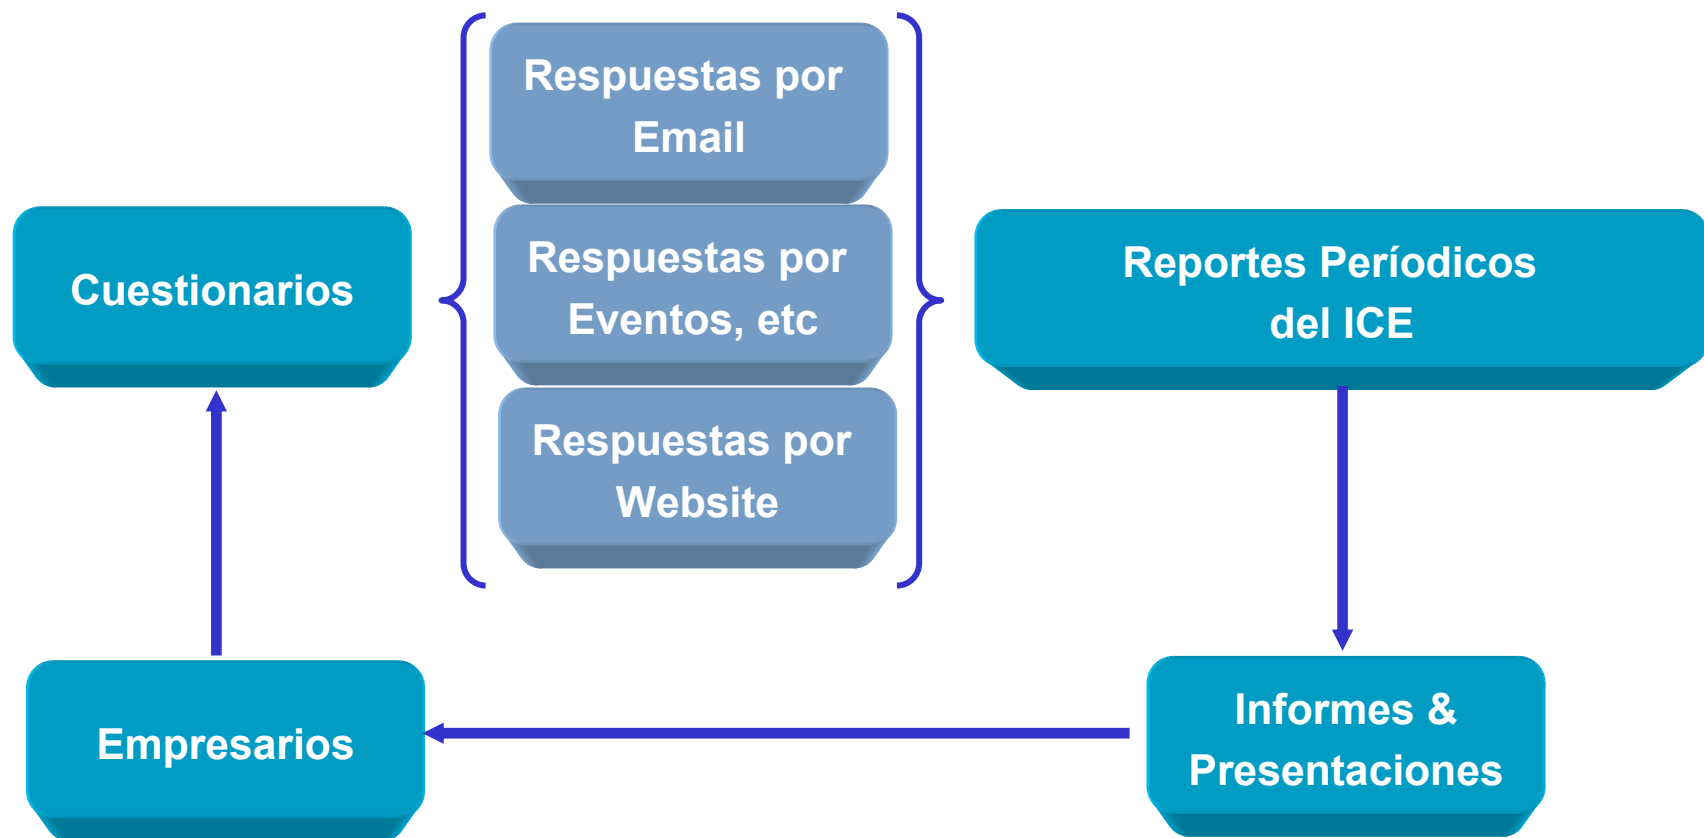 Respuestas por
Email
Cuestionarios
Respuestas por
Eventos, etc
Reportes Períodicos
del ICE
Respuestas por
Website
Empresarios
Informes &
Presentaciones